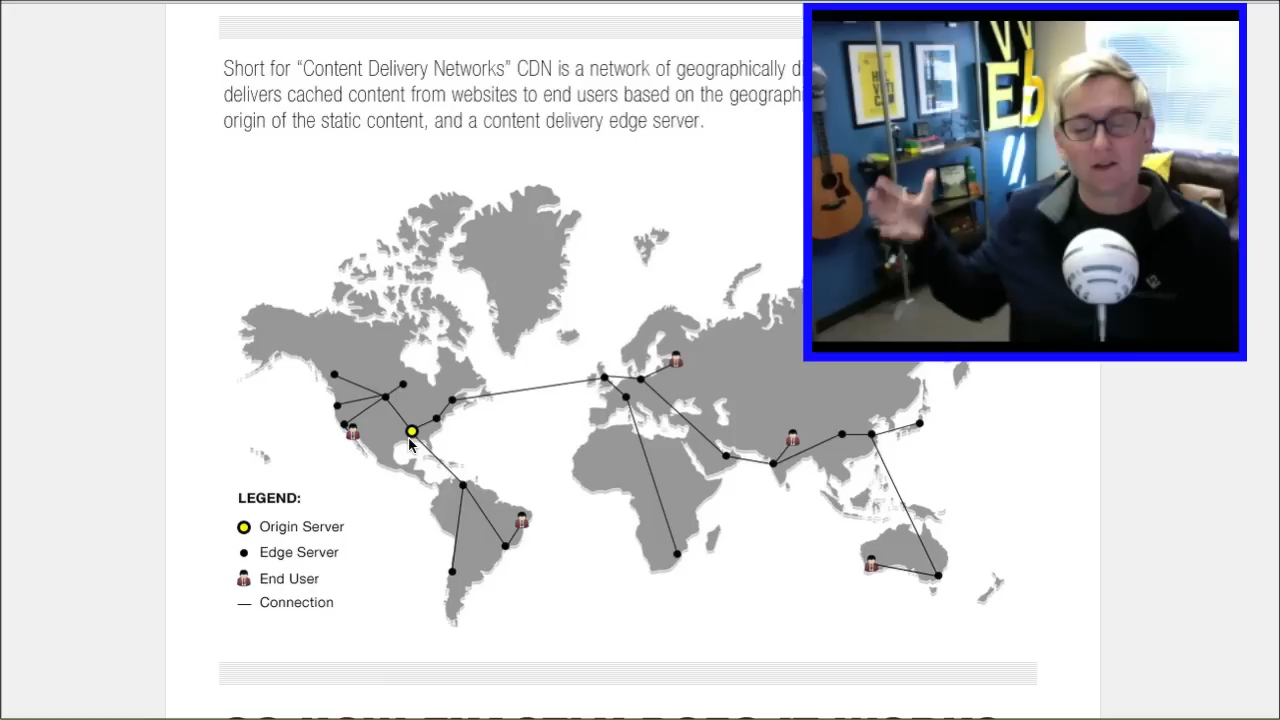 Short for "Content Delivery ks" CDN is a network of geographically d
delivers cached content from websites to end users based on the geographi
origin of the static content, and a content delivery edge server.
LEGEND:
Origin Server
Edge Server
End User
Connection